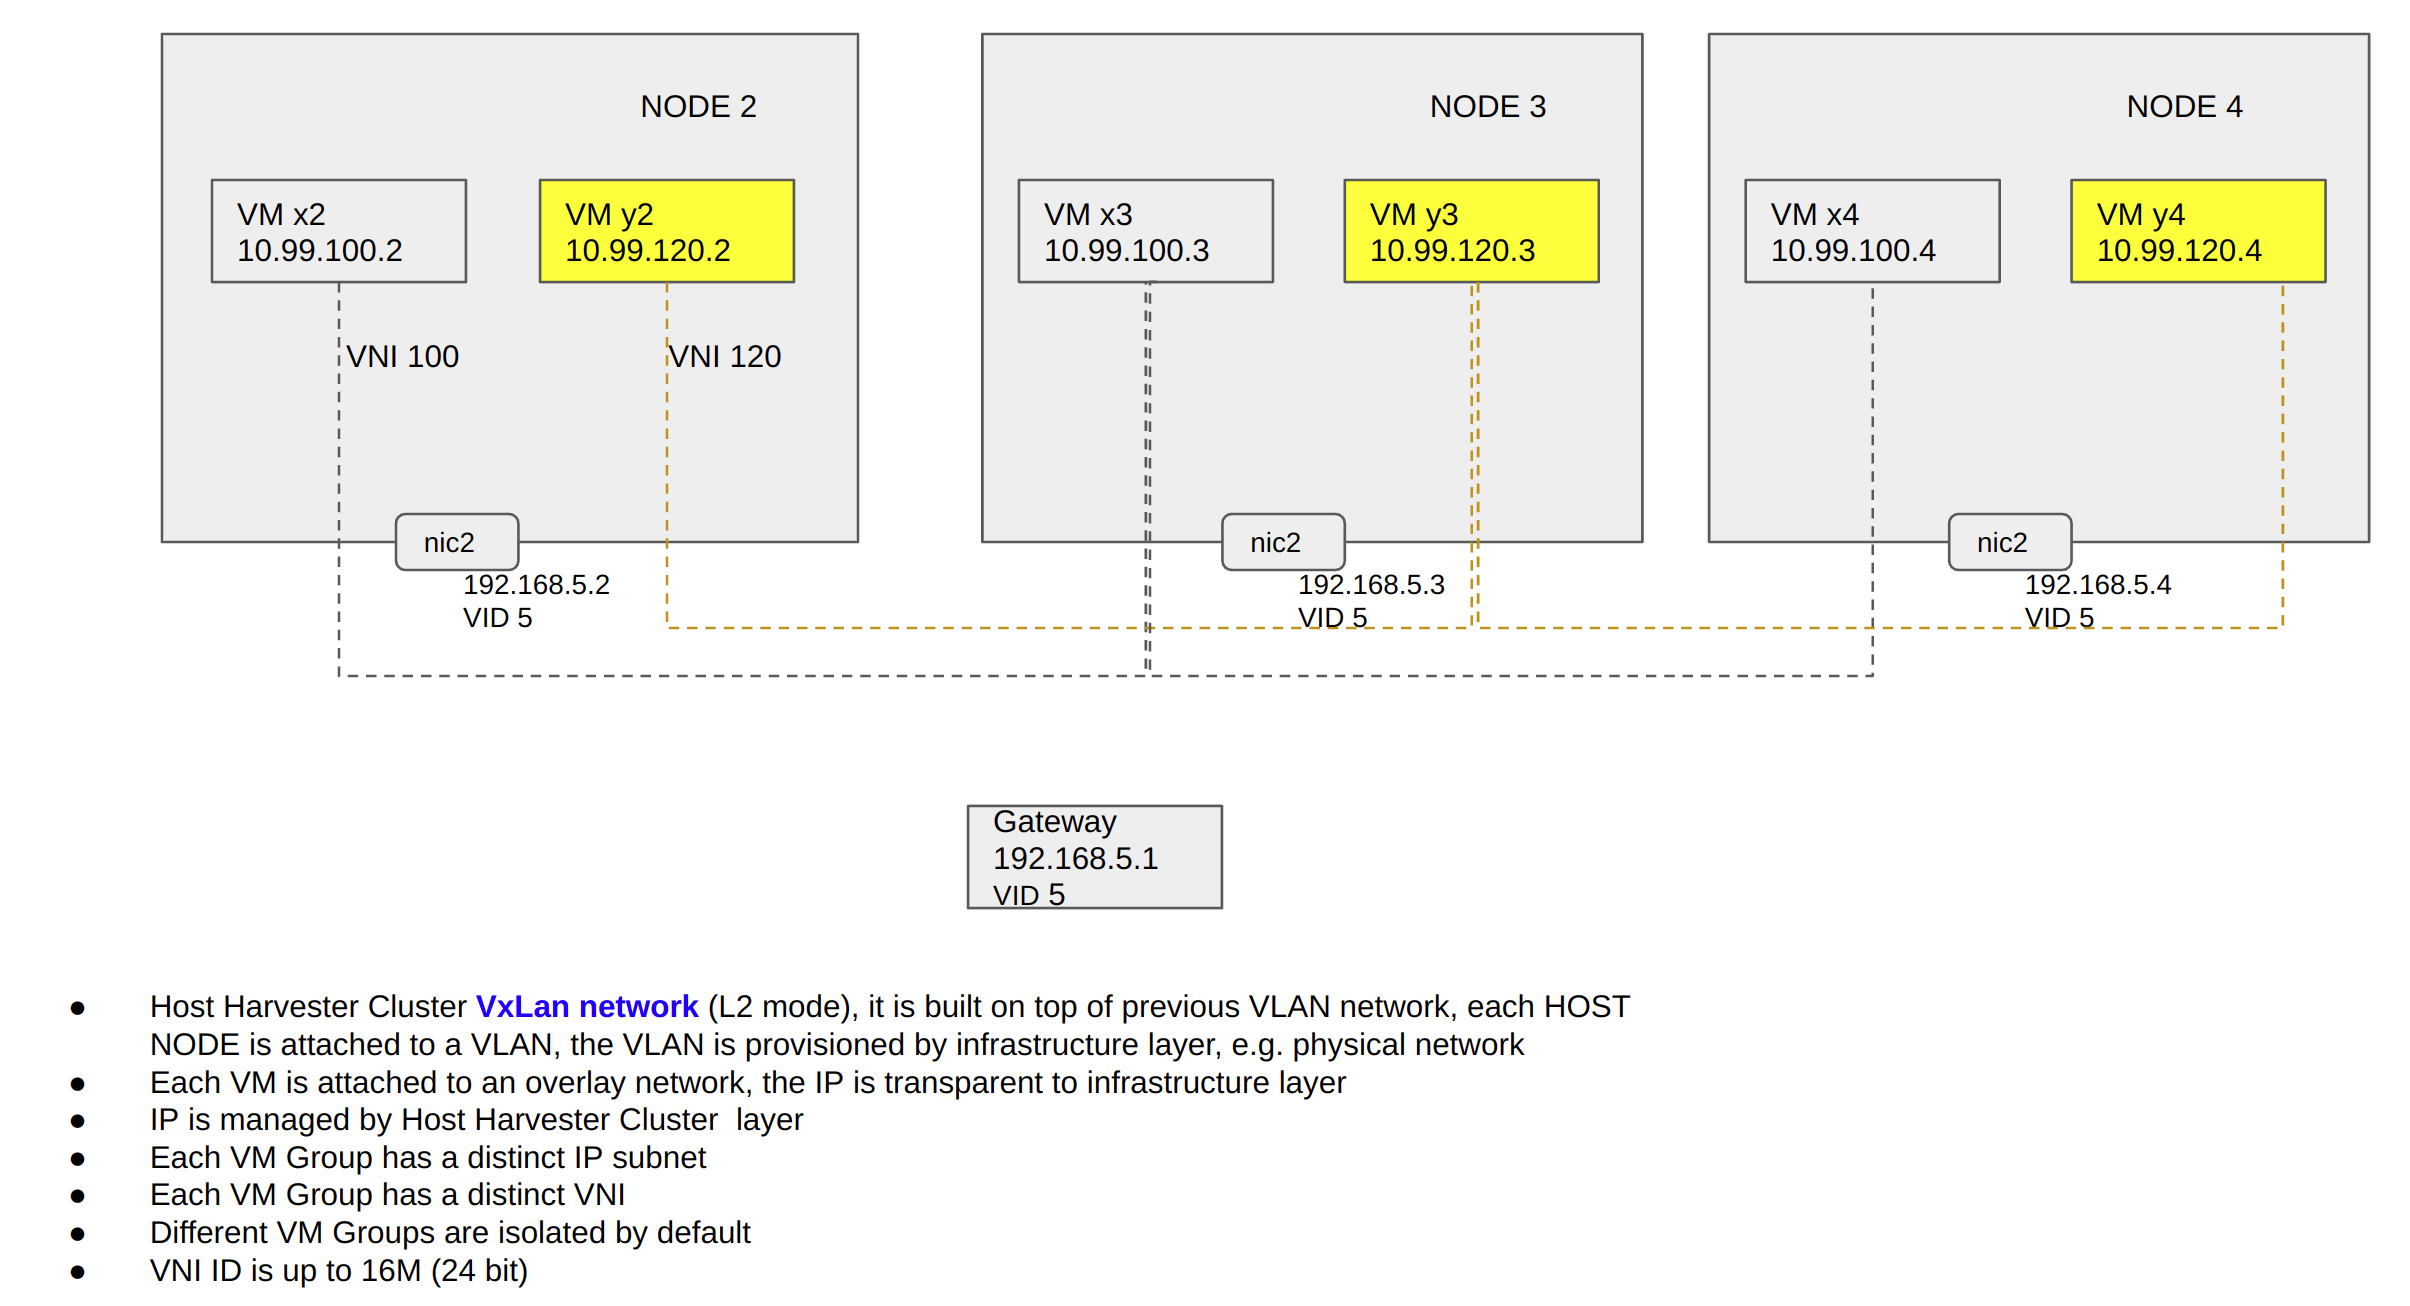 NODE 2
NODE 3
NODE 4
VM x2
10.99.100.2
VM y2
10.99.120.2
VM x3
10.99.100.3
VM y3
10.99.120.3
VM x4
10.99.100.4
VM y4
10.99.120.4
VNI 100
VNI 120
nic2
nic2
nic2
192.168.5.2
VID 5
192.168.5.3
VID 5
192.168.5.4
VID 5
Gateway
192.168.5.1
VID 5
● Host Harvester Cluster VxLan network (L2 mode), it is built on top of previous VLAN network, each HOST
NODE is attached to a VLAN, the VLAN is provisioned by infrastructure layer, e.g. physical network
● Each VM is attached to an overlay network, the IP is transparent to infrastructure layer
● IP is managed by Host Harvester Cluster  layer
● Each VM Group has a distinct IP subnet
● Each VM Group has a distinct VNI
● Different VM Groups are isolated by default
● VNI ID is up to 16M (24 bit)